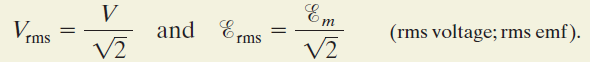 V_rms = V/√2 and ℰ_rms = ℰ_m/√2 (rms voltage; rms emf).